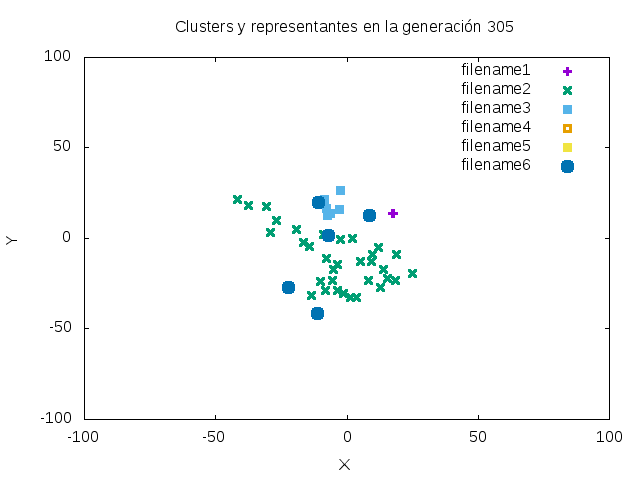 Clusters y representantes en la generación 305
100
50
0
-50
-100
-100
-50
0
50
100
X
Y
filename1
filename2
filename3
filename4
filename5
filename6